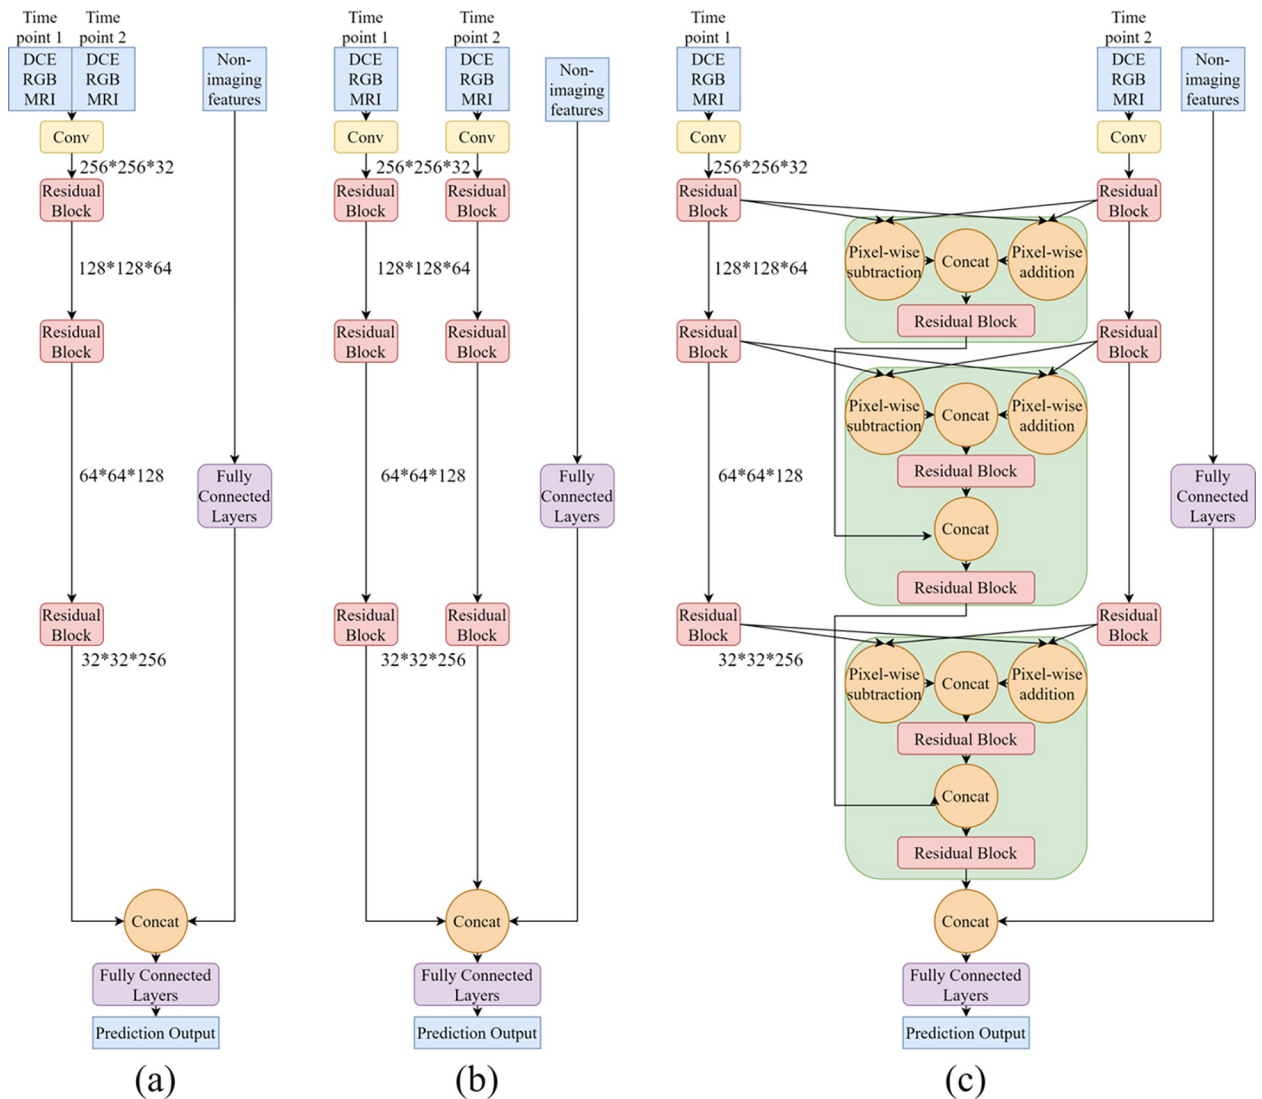 Time
point 1
Time
point 2
DCE
RGB
MRI
DCE
RGB
MRI
Non-
imaging
features
Conv
256*256*32
Residual
Block
128*128*64
Residual
Block
64*64*128
Fully
Connected
Layers
Residual
Block
32*32*256
Concat
Fully Connected
Layers
Prediction Output
(a)
Time
point 1
Time
point 2
DCE
RGB
MRI
DCE
RGB
MRI
Non-
imaging
features
Conv
Conv
256*256*32
Residual
Block
Residual
Block
128*128*64
Residual
Block
Residual
Block
64*64*128
Fully
Connected
Layers
Residual
Block
Residual
Block
32*32*256
Concat
Fully Connected
Layers
Prediction Output
(b)
Time
point 1
Time
point 2
DCE
RGB
MRI
DCE
RGB
MRI
Non-
imaging
features
Conv
Conv
256*256*32
Residual
Block
Residual
Block
Pixel-wise
subtraction
Concat
Pixel-wise
addition
128*128*64
Residual Block
Residual
Block
Residual
Block
Pixel-wise
subtraction
Concat
Pixel-wise
addition
Residual Block
64*64*128
Fully
Connected
Layers
Concat
Residual Block
Residual
Block
Residual
Block
32*32*256
Pixel-wise
subtraction
Concat
Pixel-wise
addition
Residual Block
Concat
Residual Block
Concat
Fully Connected
Layers
Prediction Output
(c)